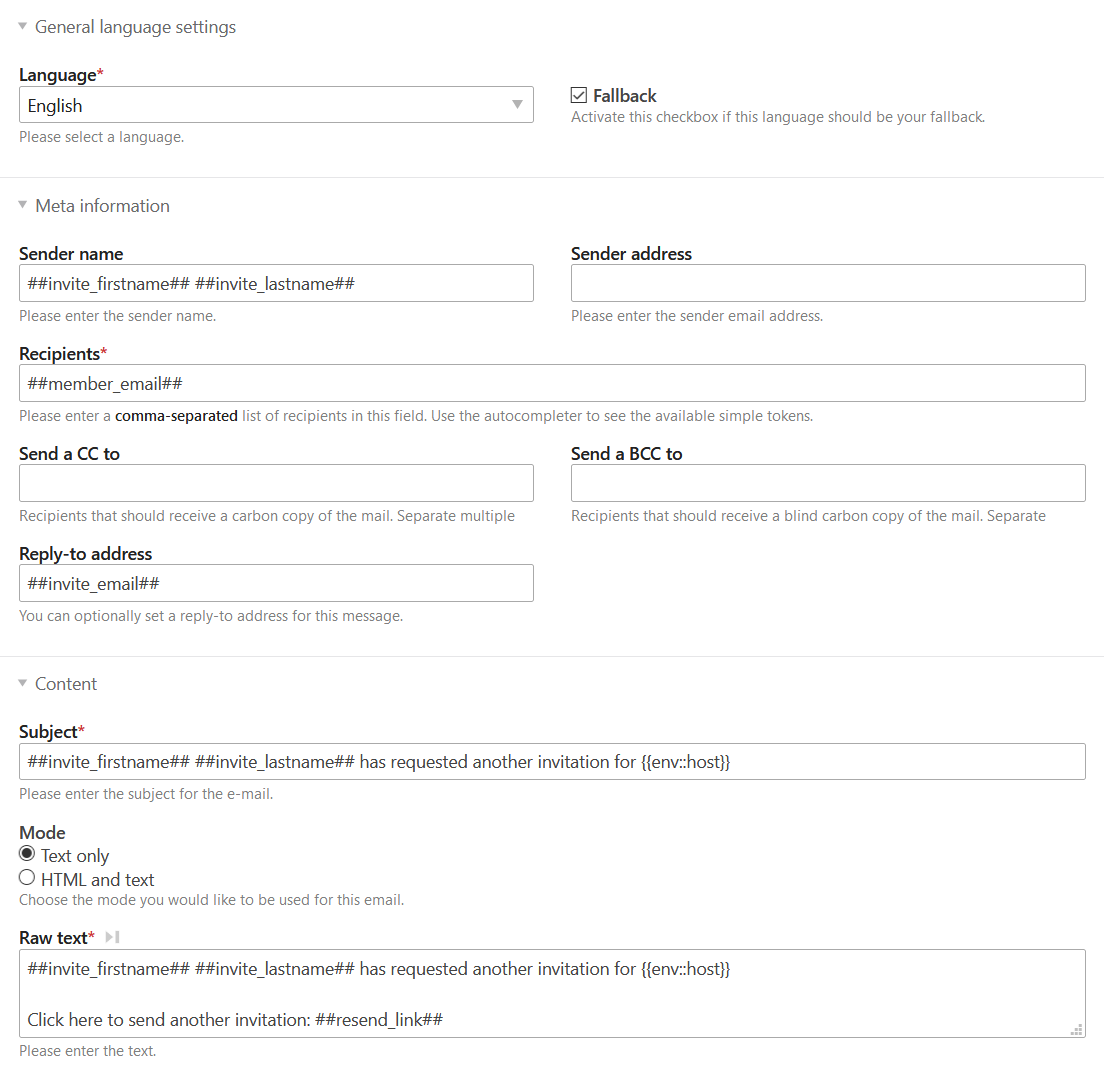 General language settings
Language*
English
Please select a language.
Fallback
Activate this checkbox if this language should be your fallback.
Meta information
Sender name
##invite_firstname## ##invite_lastname##
Please enter the sender name.
Sender address
Please enter the sender email address.
Recipients*
##member_email##
Please enter a comma-separated list of recipients in this field. Use the autocompleter to see the available simple tokens.
Send a CC to
Recipients that should receive a carbon copy of the mail. Separate multiple
Send a BCC to
Recipients that should receive a blind carbon copy of the mail. Separate
Reply-to address
##invite_email##
You can optionally set a reply-to address for this message.
Content
Subject*
##invite_firstname## ##invite_lastname## has requested another invitation for {{env::host}}
Please enter the subject for the e-mail.
Mode
Text only
HTML and text
Choose the mode you would like to be used for this email.
Raw text*
##invite_firstname## ##invite_lastname## has requested another invitation for {{env::host}}
Click here to send another invitation: ##resend_link##
Please enter the text.